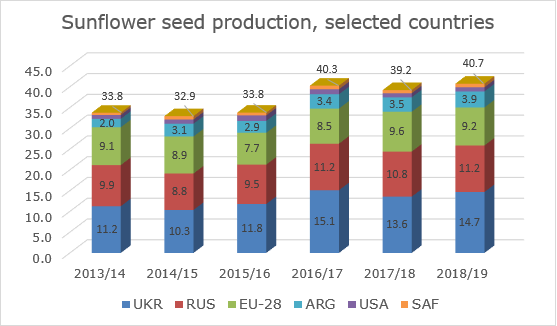 Sunflower seed production, selected countries
45.0
40.0
35.0
30.0
25.0
20.0
15.0
10.0
5.0
0.0
33.8 32.9 33.8 40.3 39.2 40.7
2.0 3.1 2.9 3.4 3.5 3.9
9.1 8.9 7.7 8.5 9.6 9.2
9.9 8.8 9.5 11.2 10.8 11.2
11.2 10.3 11.8 15.1 13.6 14.7
2013/14 2014/15 2015/16 2016/17 2017/18 2018/19
UKR RUS EU-28 ARG USA SAF